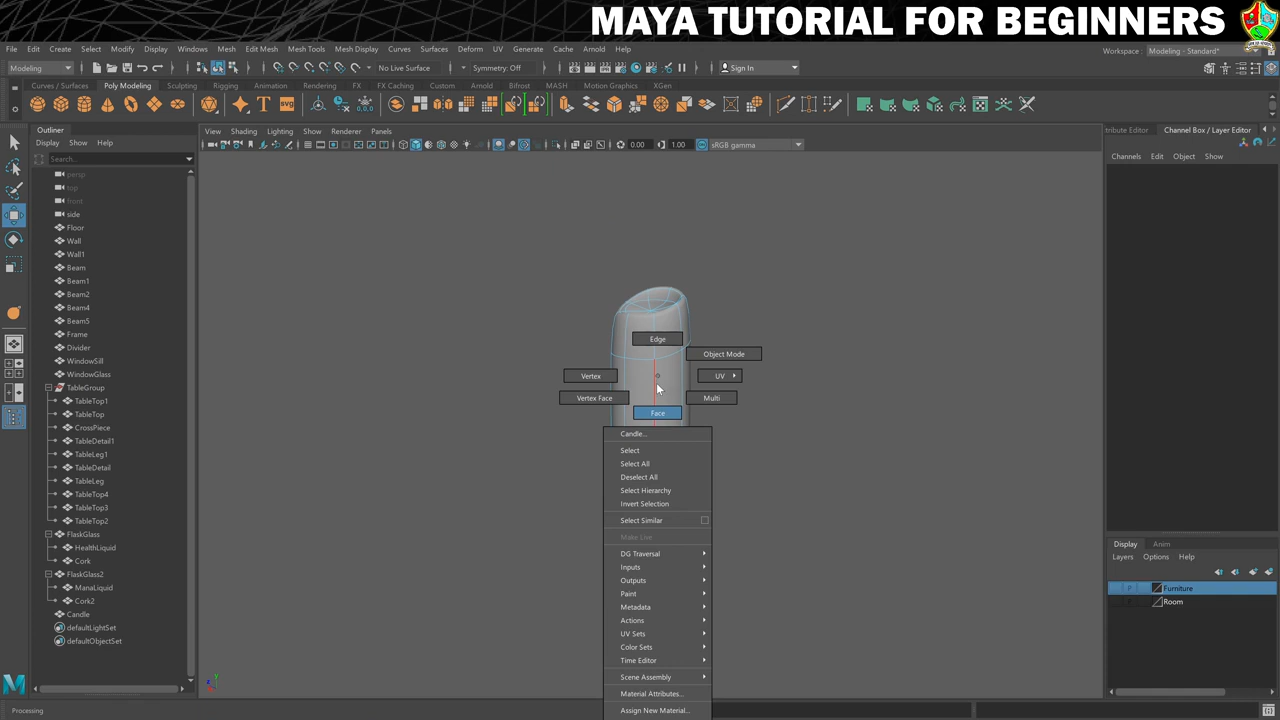 MAYA TUTORIAL FOR BEGINNERS
File Edit Create Select Modify Display Windows Mesh Edit Mesh Mesh Tools Mesh Display Curves Surfaces Deform UV Generate Cache Arnold Help
Workspace : Modeling - Standard*
Modeling
No Live Surface
Symmetry: Off
Sign In
Curves / Surfaces Poly Modeling Sculpting Rigging Animation Rendering FX FX Caching Custom Arnold Bifrost MASH Motion Graphics XGen
Outliner
Display Show Help
Search...
persp
top
front
side
Floor
Wall
Wall1
Beam
Beam1
Beam2
Beam4
Beam5
Frame
Divider
WindowSill
WindowGlass
TableGroup
TableTop1
TableTop
CrossPiece
TableDetail1
TableLeg1
TableDetail
TableLeg
TableTop4
TableTop3
TableTop2
FlaskGlass
HealthLiquid
Cork
FlaskGlass2
ManaLiquid
Cork2
Candle
defaultLightSet
defaultObjectSet
View Shading Lighting Show Renderer Panels
0.00 1.00 sRGB gamma
Edge
Object Mode
Vertex
UV
Vertex Face
Multi
Face
Candle...
Select
Select All
Deselect All
Select Hierarchy
Invert Selection
Select Similar
Make Live
DG Traversal
Inputs
Outputs
Paint
Metadata
Actions
UV Sets
Color Sets
Time Editor
Scene Assembly
Material Attributes...
Assign New Material...
tribute Editor Channel Box / Layer Editor
Channels Edit Object Show
Display Anim
Layers Options Help
P Furniture
Room
Processing